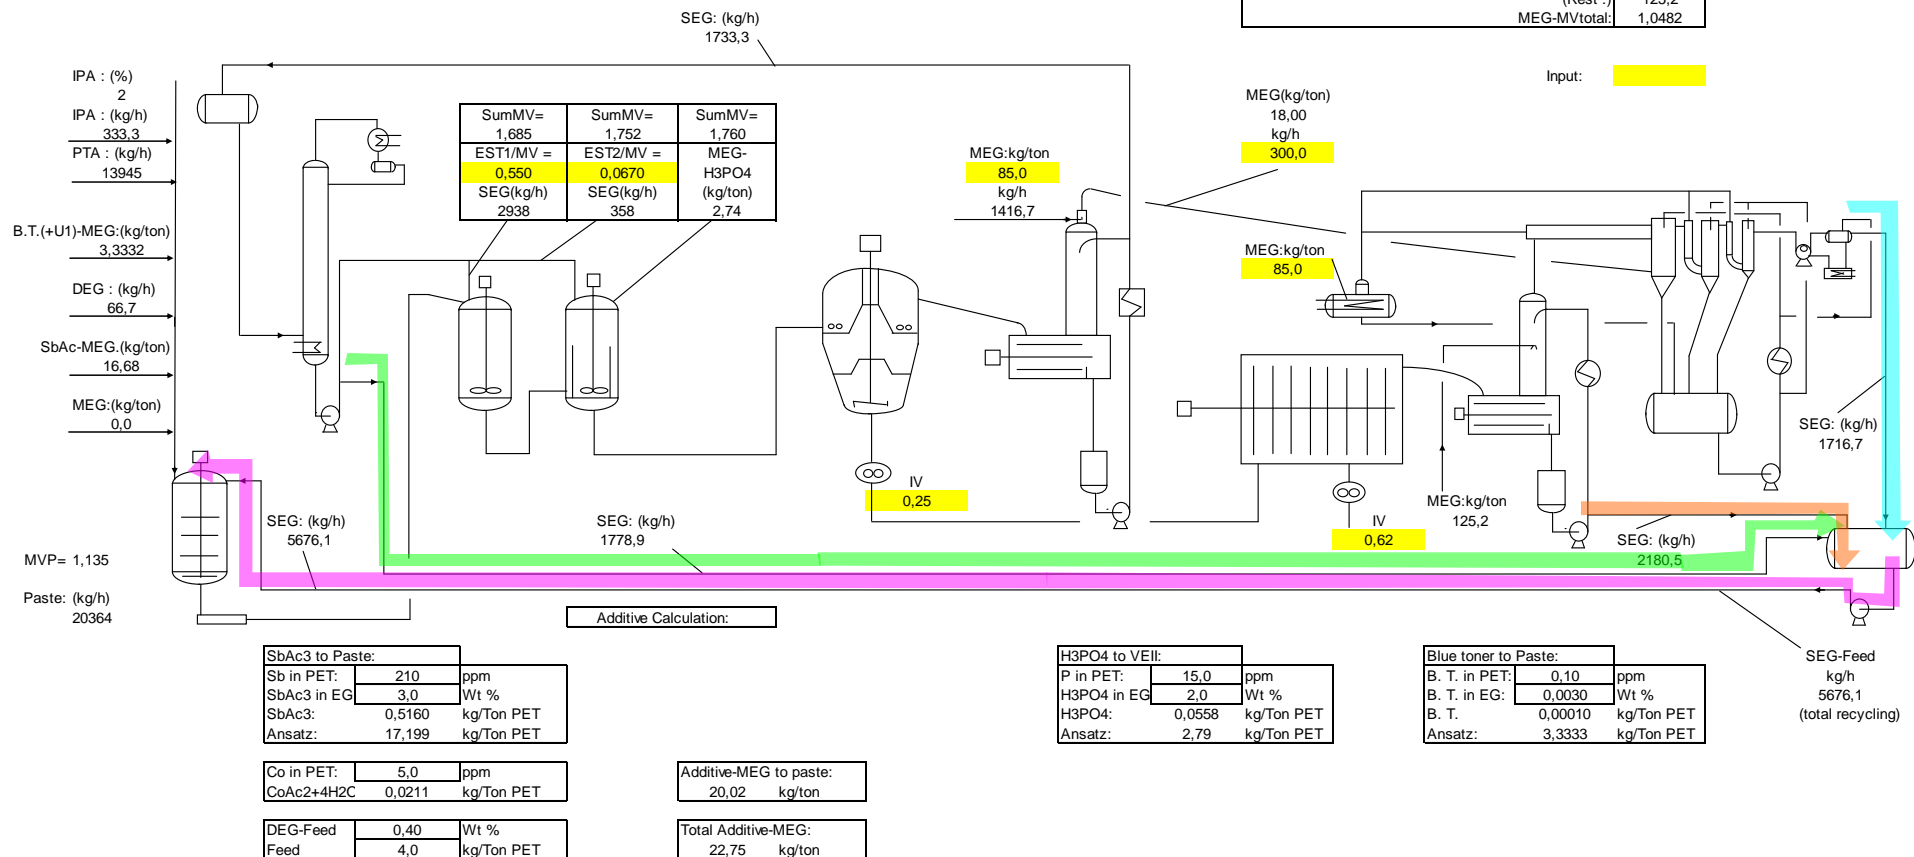 (Rest :) 125,2
MEG-MVtotal: 1,0482
SEG: (kg/h)
1733,3
Input:
IPA : (%)
2
IPA : (kg/h)
333,3
PTA : (kg/h)
13945
B.T.(+U1)-MEG:(kg/ton)
3,3332
DEG : (kg/h)
66,7
SbAc-MEG.(kg/ton)
16,68
MEG:(kg/ton)
0,0
SumMV= SumMV= SumMV=
1,685 1,752 1,760
EST1/MV = EST2/MV = MEG-
0,550 0,0670 H3PO4
SEG(kg/h) SEG(kg/h) (kg/ton)
2938 358 2,74
MEG:kg/ton
85,0
kg/h
1416,7
MEG(kg/ton)
18,00
kg/h
300,0
MEG:kg/ton
85,0
SEG: (kg/h)
1716,7
IV
0,25
MEG:kg/ton
125,2
IV
0,62
SEG: (kg/h)
2180,5
SEG: (kg/h)
5676,1
SEG: (kg/h)
1778,9
MVP= 1,135
Paste: (kg/h)
20364
Additive Calculation:
SbAc3 to Paste:
Sb in PET: 210 ppm
SbAc3 in EG 3,0 Wt %
SbAc3: 0,5160 kg/Ton PET
Ansatz: 17,199 kg/Ton PET
H3PO4 to VEII:
P in PET: 15,0 ppm
H3PO4 in EG 2,0 Wt %
H3PO4: 0,0558 kg/Ton PET
Ansatz: 2,79 kg/Ton PET
Blue toner to Paste:
B. T. in PET: 0,10 ppm
B. T. in EG: 0,0030 Wt %
B. T. 0,00010 kg/Ton PET
Ansatz: 3,3333 kg/Ton PET
SEG-Feed
kg/h
5676,1
(total recycling)
Co in PET: 5,0 ppm
CoAc2+4H2C 0,0211 kg/Ton PET
Additive-MEG to paste:
20,02 kg/ton
DEG-Feed 0,40 Wt %
Feed 4,0 kg/Ton PET
Total Additive-MEG:
22,75 kg/ton